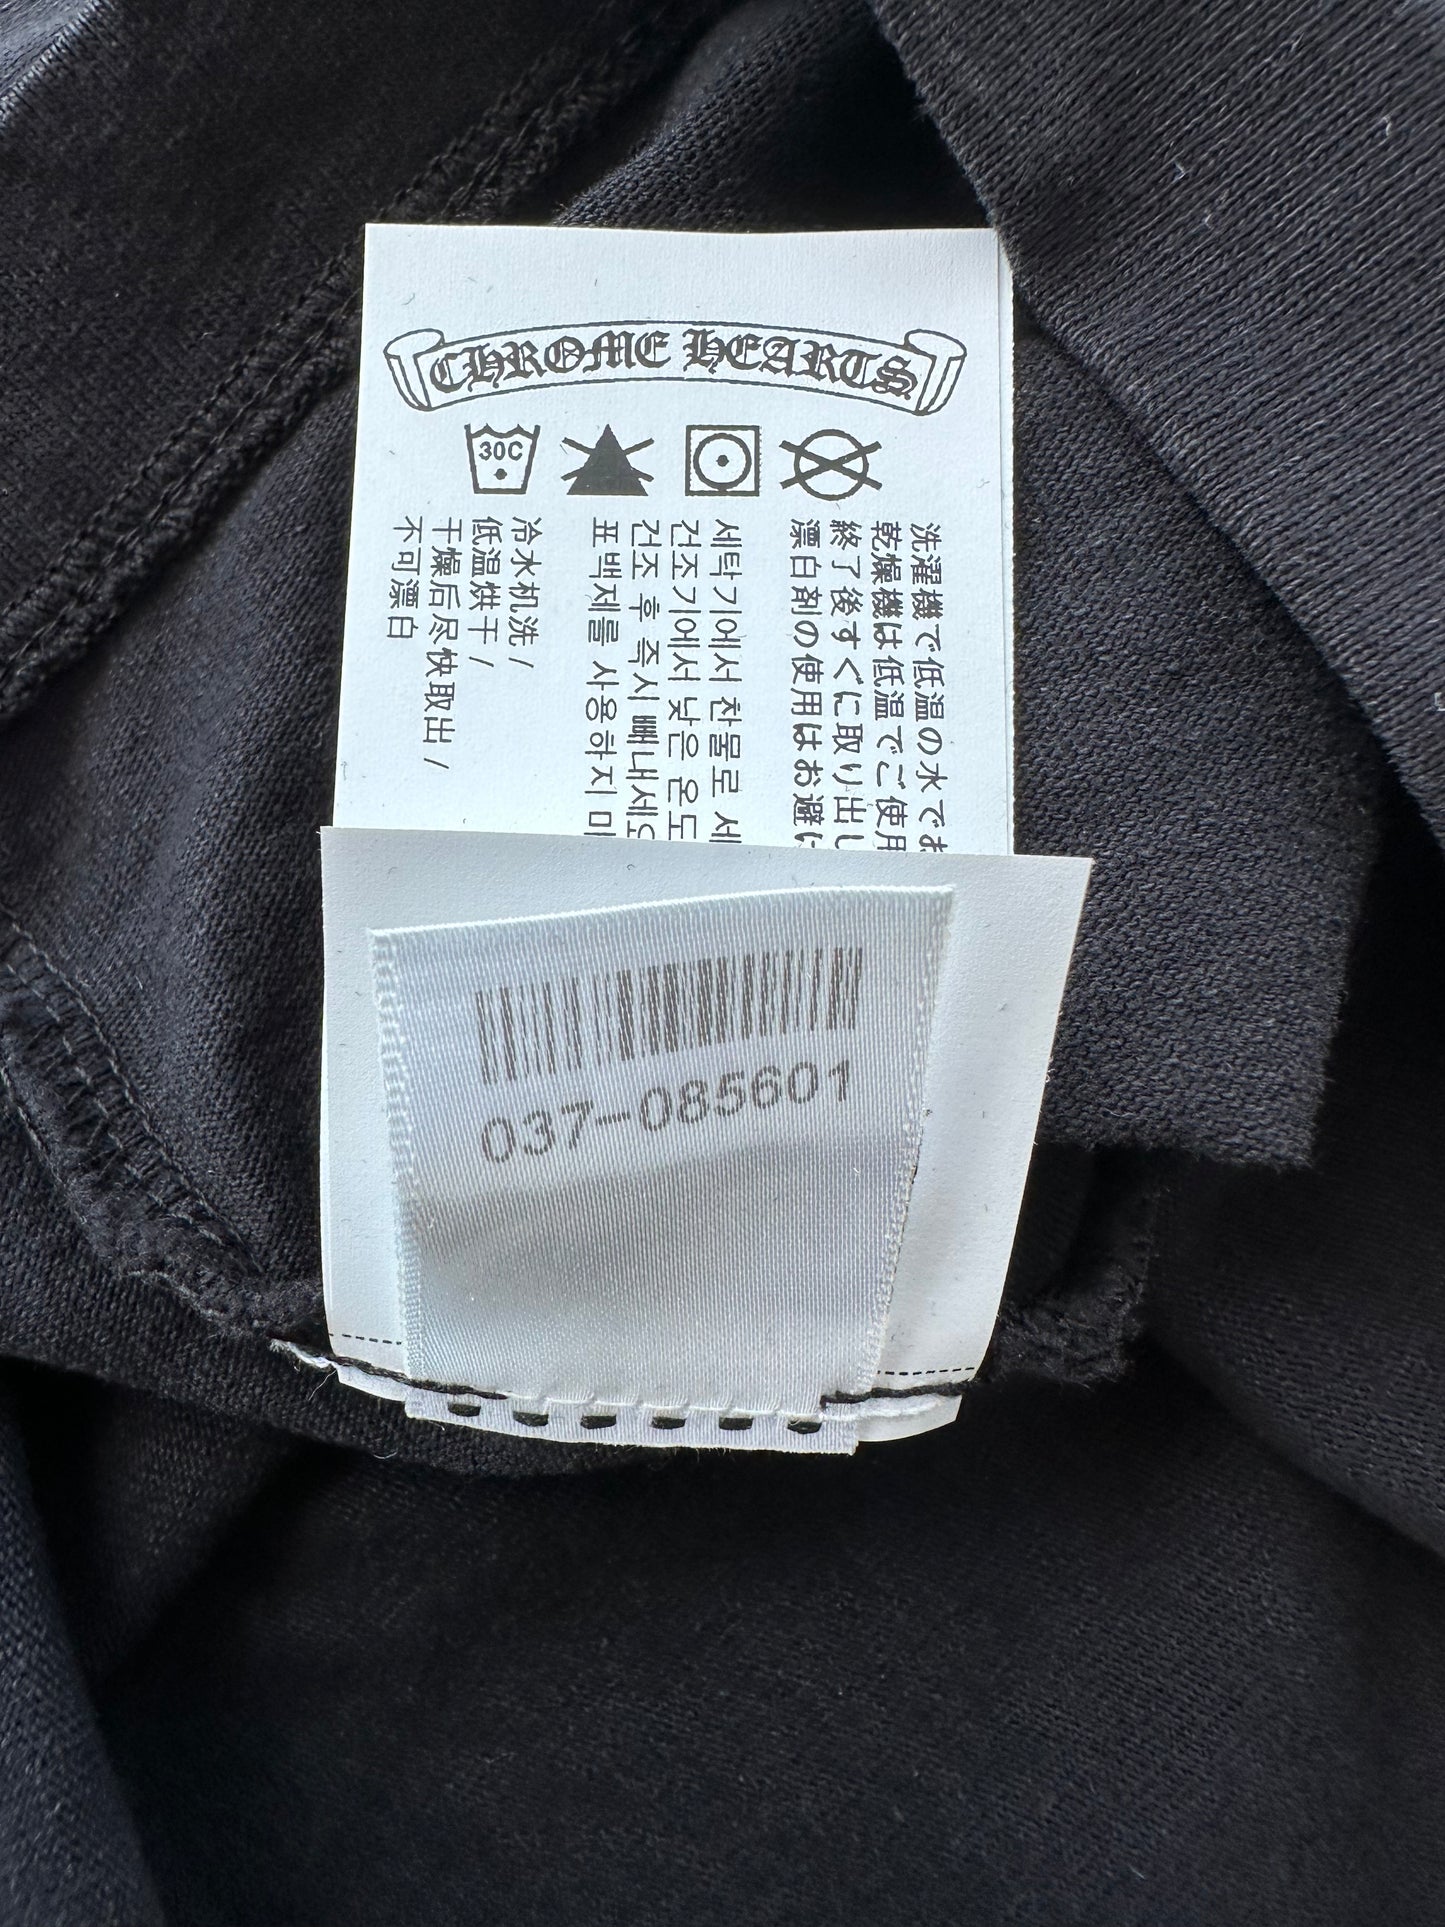 CHROME HEARTS
30C
洗濯機で低温の水でお
乾燥機は低温でご使用
終了後すぐに取り出し
漂白剤の使用はお避け
세탁기에서 찬물로 세
건조기에서 낮은 온도
건조 후 즉시 빼내세요
표백제를 사용하지 마
冷水机洗 /
低温烘干 /
干燥后尽快取出 /
不可漂白
037-085601